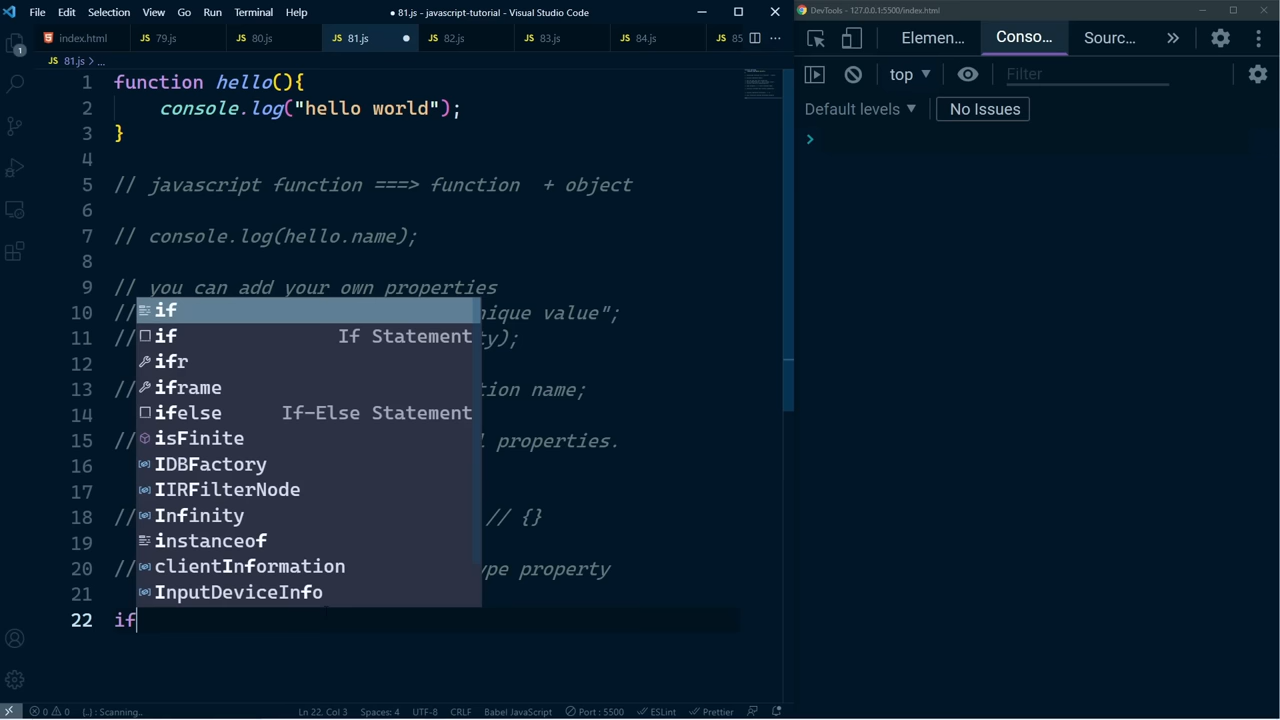 File Edit Selection View Go Run Terminal Help
● 81.js - javascript-tutorial - Visual Studio Code
index.html 79.js 80.js 81.js 82.js 83.js 84.js 85
81.js > ...
1 function hello(){
2 console.log("hello world");
3 }
4
5 // javascript function ===> function + object
6
7 // console.log(hello.name);
8
9 // you can add your own properties
10 // nique value";
11 // ty);
12
13 // tion name;
14
15 // l properties.
16
17
18 // // {}
19
20 // ype property
21
22 if
if
if If Statement
ifr
iframe
ifelse If-Else Statement
isFinite
IDBFactory
IIRFilterNode
Infinity
instanceof
clientInformation
InputDeviceInfo
1
0 0 {..} : Scanning.. Ln 22, Col 3 Spaces: 4 UTF-8 CRLF Babel JavaScript Port : 5500 ESLint Prettier
DevTools - 127.0.0.1:5500/index.html
Elemen... Conso... Sourc... »
top Filter
Default levels No Issues
>